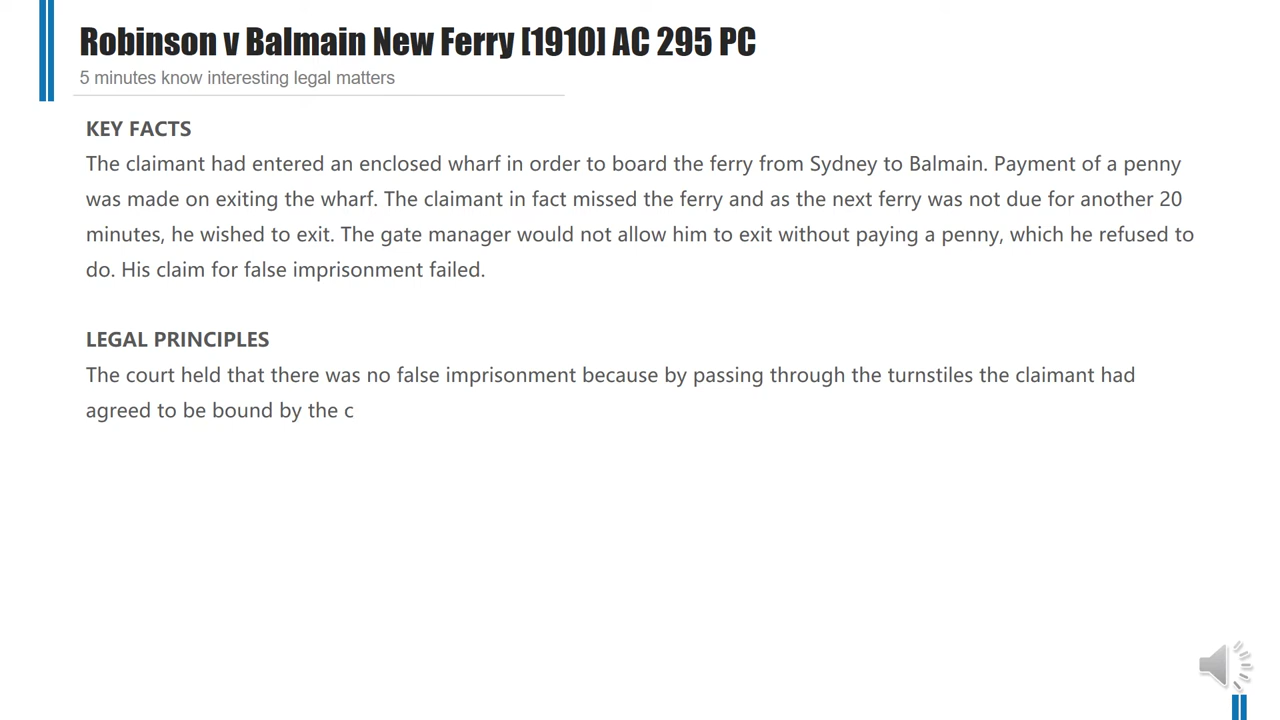 Robinson v Balmain New Ferry [1910] AC 295 PC
5 minutes know interesting legal matters
KEY FACTS
The claimant had entered an enclosed wharf in order to board the ferry from Sydney to Balmain. Payment of a penny
was made on exiting the wharf. The claimant in fact missed the ferry and as the next ferry was not due for another 20
minutes, he wished to exit. The gate manager would not allow him to exit without paying a penny, which he refused to
do. His claim for false imprisonment failed.
LEGAL PRINCIPLES
The court held that there was no false imprisonment because by passing through the turnstiles the claimant had
agreed to be bound by the c